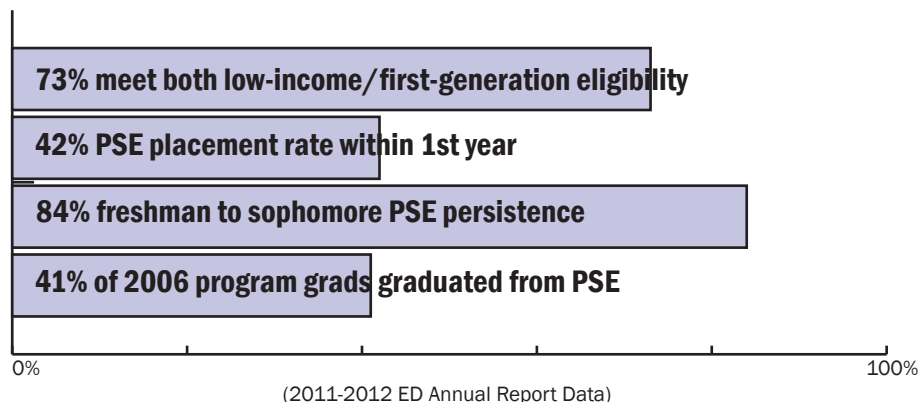 73% meet both low-income/first-generation eligibility
42% PSE placement rate within 1st year
84% freshman to sophomore PSE persistence
41% of 2006 program grads graduated from PSE
0% 100%
(2011-2012 ED Annual Report Data)